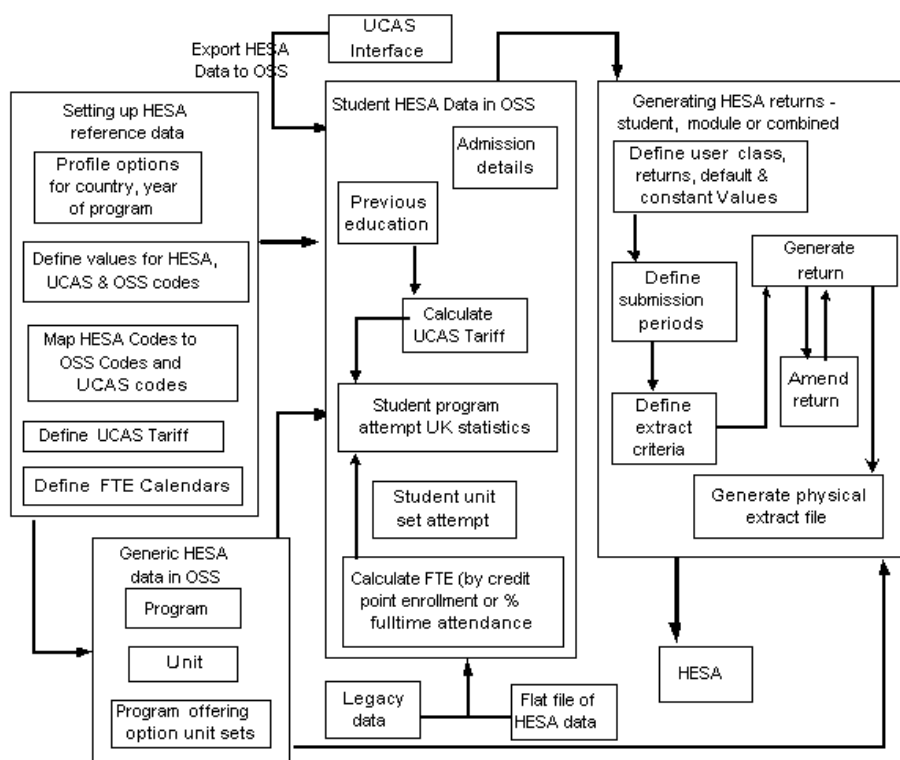 UCAS
Interface
Export HESA
Data to OSS
Setting up HESA
reference data
Profile options
for country, year
of program
Define values for HESA,
UCAS & OSS codes
Map HESA Codes to
OSS Codes and
UCAS codes
Define UCAS Tariff
Define FTE Calendars
Generic HESA
data in OSS
Program
Unit
Program offering
option unit sets
Student HESA Data in OSS
Admission
details
Previous
education
Calculate
UCAS Tariff
Student program
attempt UK statistics
Student unit
set attempt
Calculate FTE (by credit
point enrollment or %
fulltime attendance
Legacy
data
Flat file of
HESA data
Generating HESA returns -
student, module or combined
Define user class,
returns, default &
constant Values
Define
submission
periods
Define
extract
criteria
Generate
return
Amend
return
Generate physical
extract file
HESA